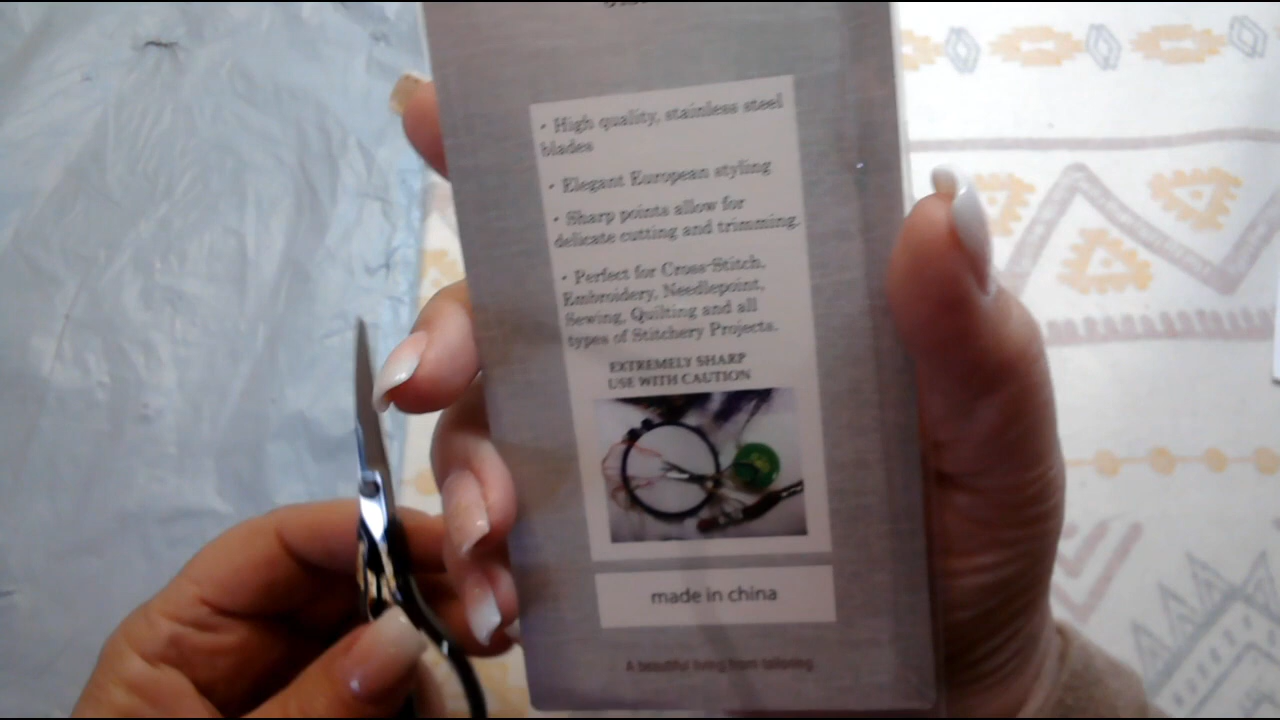 • High quality, stainless steel
blades
• Elegant European styling
• Sharp points allow for
delicate cutting and trimming.
• Perfect for Cross-Stitch,
Embroidery, Needlepoint,
Sewing, Quilting and all
types of Stitchery Projects.
EXTREMELY SHARP
USE WITH CAUTION
made in china
A beautiful living from tailoring